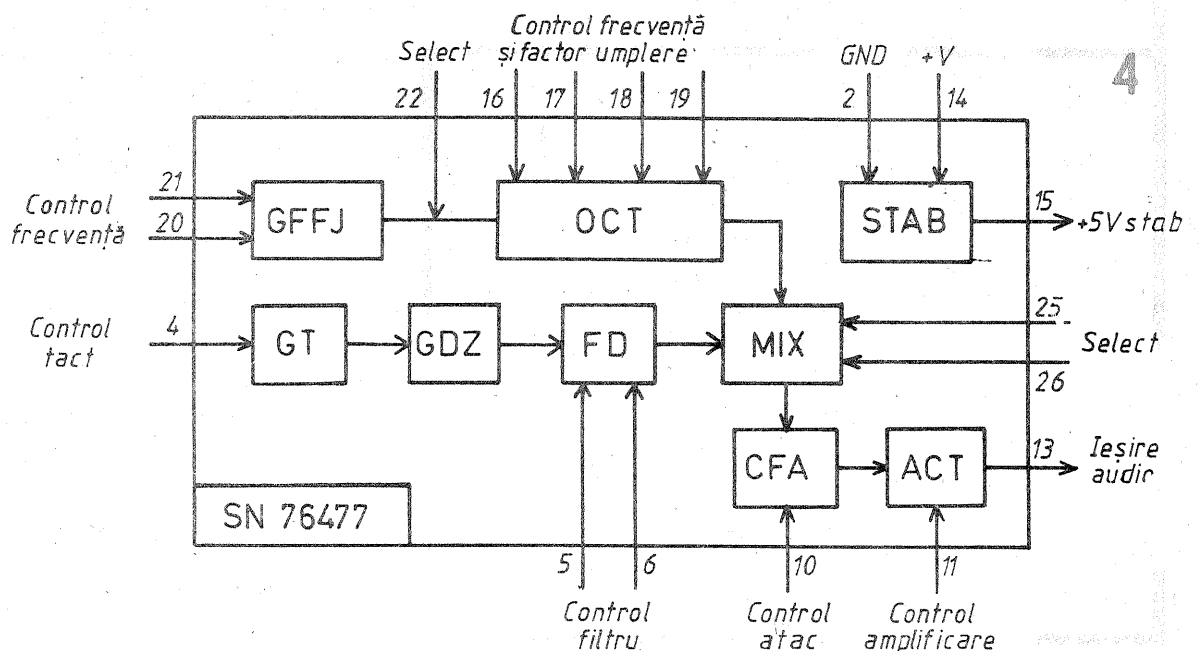 Control frecvență
Select
și factor umplere
GND
+V
4
22
16
17
18
19
2
14
21
Control
20
frecvență
GFFJ
OCT
STAB
15
+5V stab
Control
tact
4
GT
GDZ
FD
MIX
25
Select
26
CFA
ACT
13
Ieșire
audir
SN 76477
5
6
10
11
Control
filtru
Control
atac
Control
amplificare